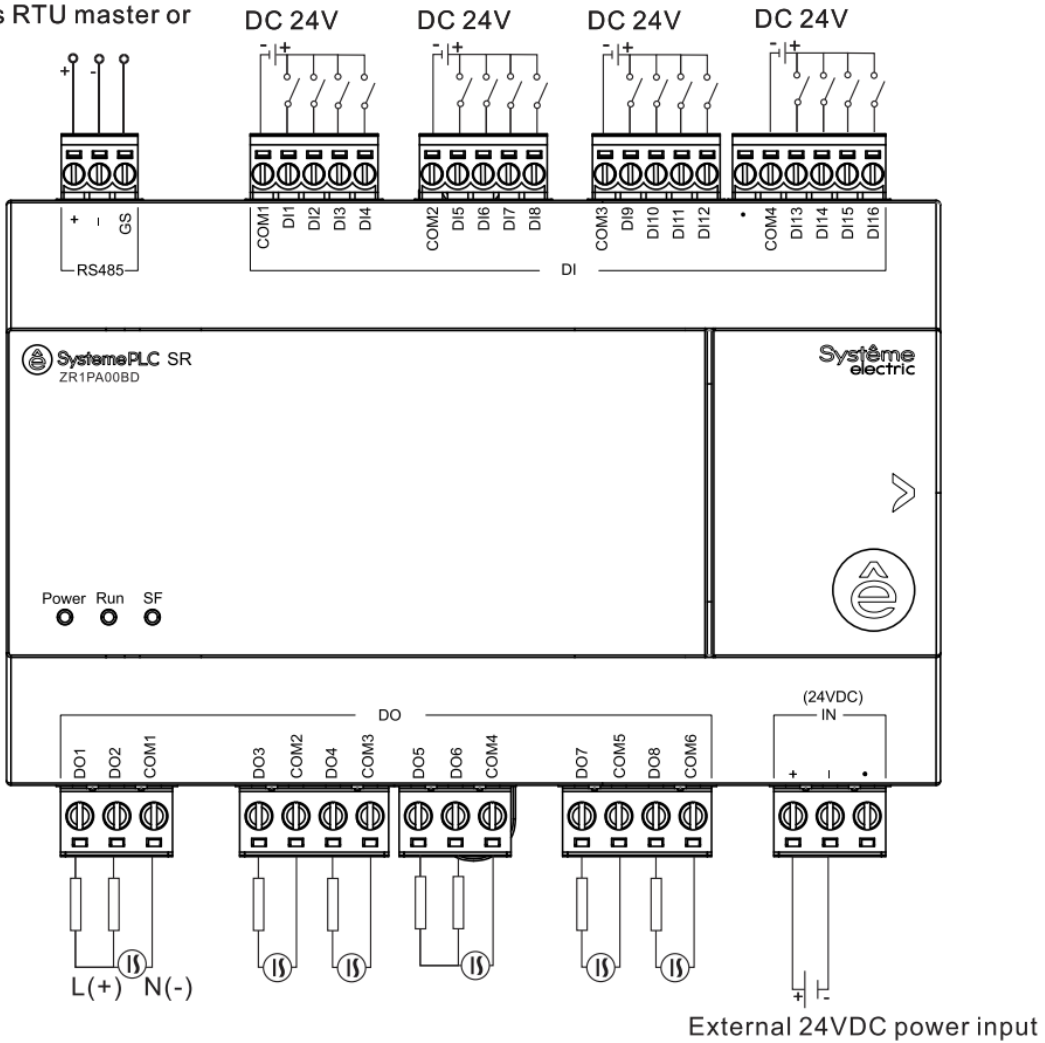 s RTU master or
DC 24V DC 24V DC 24V DC 24V
- + - + - + - +
+ -
+ - GS COM1 DI1 DI2 DI3 DI4 COM2 DI5 DI6 DI7 DI8 COM3 DI9 DI10 DI11 DI12 • COM4 DI13 DI14 DI15 DI16
RS485 DI
SystemePLC SR
ZR1PA00BD
Systême
electric
ê
Power Run SF
(24VDC)
DO IN
DO1 DO2 COM1 DO3 COM2 DO4 COM3 DO5 DO6 COM4 DO7 COM5 DO8 COM6 + - •
L(+) N(-)
+ -
External 24VDC power input